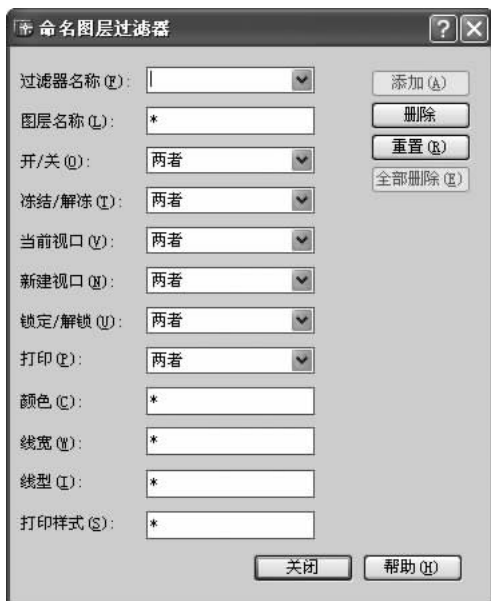 命名图层过滤器
过滤器名称(F):
添加(A)
图层名称(L): *
删除
开/关(O): 两者
重置(R)
冻结/解冻(T): 两者
全部删除(E)
当前视口(V): 两者
新建视口(N): 两者
锁定/解锁(U): 两者
打印(P): 两者
颜色(C): *
线宽(W): *
线型(I): *
打印样式(S): *
关闭
帮助(H)